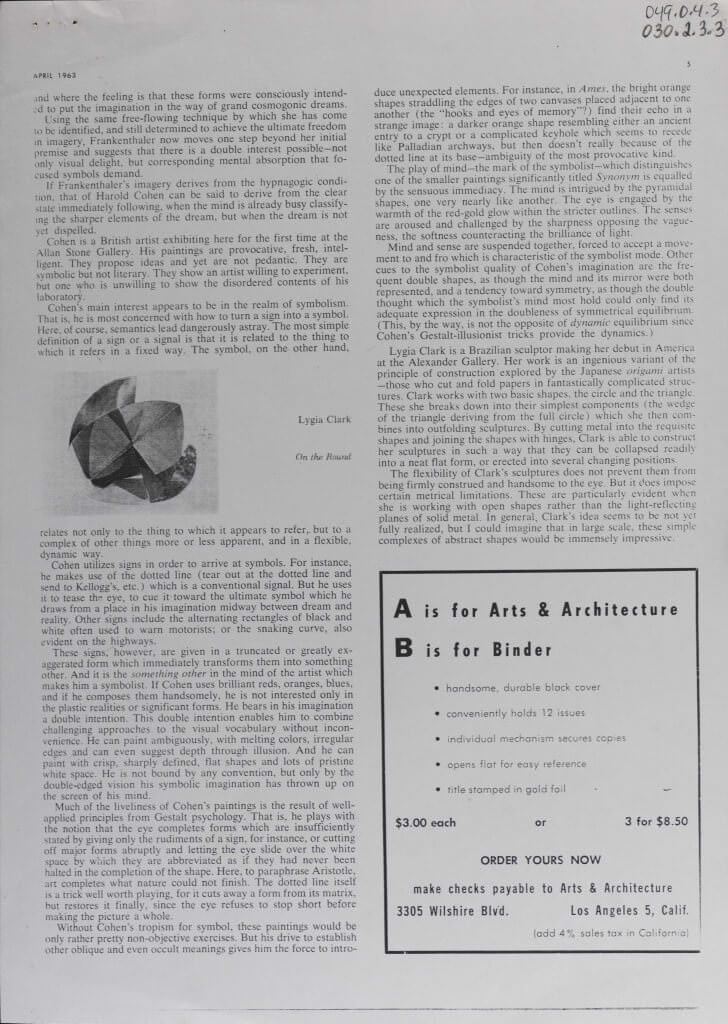 049.0.4.3
030.2.3.3
APRIL 1963
5
and where the feeling is that these forms were consciously intend-
ed to put the imagination in the way of grand cosmogonic dreams.
Using the same free-flowing technique by which she has come
to be identified, and still determined to achieve the ultimate freedom
in imagery, Frankenthaler now moves one step beyond her initial
premise and suggests that there is a double interest possible—not
only visual delight, but corresponding mental absorption that fo-
cused symbols demand.
If Frankenthaler's imagery derives from the hypnagogic condi-
tion, that of Harold Cohen can be said to derive from the clear
state immediately following, when the mind is already busy classify-
ing the sharper elements of the dream, but when the dream is not
yet dispelled.
Cohen is a British artist exhibiting here for the first time at the
Allan Stone Gallery. His paintings are provocative, fresh, intel-
ligent. They propose ideas and yet are not pedantic. They are
symbolic but not literary. They show an artist willing to experiment,
but one who is unwilling to show the disordered contents of his
laboratory.
Cohen's main interest appears to be in the realm of symbolism.
That is, he is most concerned with how to turn a sign into a symbol.
Here, of course, semantics lead dangerously astray. The most simple
definition of a sign or a signal is that it is related to the thing to
which it refers in a fixed way. The symbol, on the other hand,
Lygia Clark
On the Round
relates not only to the thing to which it appears to refer, but to a
complex of other things more or less apparent, and in a flexible,
dynamic way.
Cohen utilizes signs in order to arrive at symbols. For instance,
he makes use of the dotted line (tear out at the dotted line and
send to Kellogg's, etc.) which is a conventional signal. But he uses
it to tease the eye, to cue it toward the ultimate symbol which he
draws from a place in his imagination midway between dream and
reality. Other signs include the alternating rectangles of black and
white often used to warn motorists; or the snaking curve, also
evident on the highways.
These signs, however, are given in a truncated or greatly ex-
aggerated form which immediately transforms them into something
other. And it is the something other in the mind of the artist which
makes him a symbolist. If Cohen uses brilliant reds, oranges, blues,
and if he composes them handsomely, he is not interested only in
the plastic realities or significant forms. He bears in his imagination
a double intention. This double intention enables him to combine
challenging approaches to the visual vocabulary without incon-
venience. He can paint ambiguously, with melting colors, irregular
edges and can even suggest depth through illusion. And he can
paint with crisp, sharply defined, flat shapes and lots of pristine
white space. He is not bound by any convention, but only by the
double-edged vision his symbolic imagination has thrown up on
the screen of his mind.
Much of the liveliness of Cohen's paintings is the result of well-
applied principles from Gestalt psychology. That is, he plays with
the notion that the eye completes forms which are insufficiently
stated by giving only the rudiments of a sign, for instance, or cutting
off major forms abruptly and letting the eye slide over the white
space by which they are abbreviated as if they had never been
halted in the completion of the shape. Here, to paraphrase Aristotle,
art completes what nature could not finish. The dotted line itself
is a trick well worth playing, for it cuts away a form from its matrix,
but restores it finally, since the eye refuses to stop short before
making the picture a whole.
Without Cohen's tropism for symbol, these paintings would be
only rather pretty non-objective exercises. But his drive to establish
other oblique and even occult meanings gives him the force to intro-
duce unexpected elements. For instance, in Ames, the bright orange
shapes straddling the edges of two canvases placed adjacent to one
another (the "hooks and eyes of memory"?) find their echo in a
strange image: a darker orange shape resembling either an ancient
entry to a crypt or a complicated keyhole which seems to recede
like Palladian archways, but then doesn't really because of the
dotted line at its base—ambiguity of the most provocative kind.
The play of mind—the mark of the symbolist—which distinguishes
one of the smaller paintings significantly titled Synonym is equalled
by the sensuous immediacy. The mind is intrigued by the pyramidal
shapes, one very nearly like another. The eye is engaged by the
warmth of the red-gold glow within the stricter outlines. The senses
are aroused and challenged by the sharpness opposing the vague-
ness, the softness counteracting the brilliance of light.
Mind and sense are suspended together, forced to accept a move-
ment to and fro which is characteristic of the symbolist mode. Other
cues to the symbolist quality of Cohen's imagination are the fre-
quent double shapes, as though the mind and its mirror were both
represented, and a tendency toward symmetry, as though the double
thought which the symbolist's mind most hold could only find its
adequate expression in the doubleness of symmetrical equilibrium.
(This, by the way, is not the opposite of dynamic equilibrium since
Cohen's Gestalt-illusionist tricks provide the dynamics.)
Lygia Clark is a Brazilian sculptor making her debut in America
at the Alexander Gallery. Her work is an ingenious variant of the
principle of construction explored by the Japanese origami artists
—those who cut and fold papers in fantastically complicated struc-
tures. Clark works with two basic shapes, the circle and the triangle.
These she breaks down into their simplest components (the wedge
of the triangle deriving from the full circle) which she then com-
bines into outfolding sculptures. By cutting metal into the requisite
shapes and joining the shapes with hinges, Clark is able to construct
her sculptures in such a way that they can be collapsed readily
into a neat flat form, or erected into several changing positions.
The flexibility of Clark's sculptures does not prevent them from
being firmly construed and handsome to the eye. But it does impose
certain metrical limitations. These are particularly evident when
she is working with open shapes rather than the light-reflecting
planes of solid metal. In general, Clark's idea seems to be not yet
fully realized, but I could imagine that in large scale, these simple
complexes of abstract shapes would be immensely impressive.
A is for Arts & Architecture
B is for Binder
• handsome, durable black cover
• conveniently holds 12 issues
• individual mechanism secures copies
• opens flat for easy reference
• title stamped in gold foil
$3.00 each or 3 for $8.50
ORDER YOURS NOW
make checks payable to Arts & Architecture
3305 Wilshire Blvd. Los Angeles 5, Calif.
(add 4% sales tax in California)